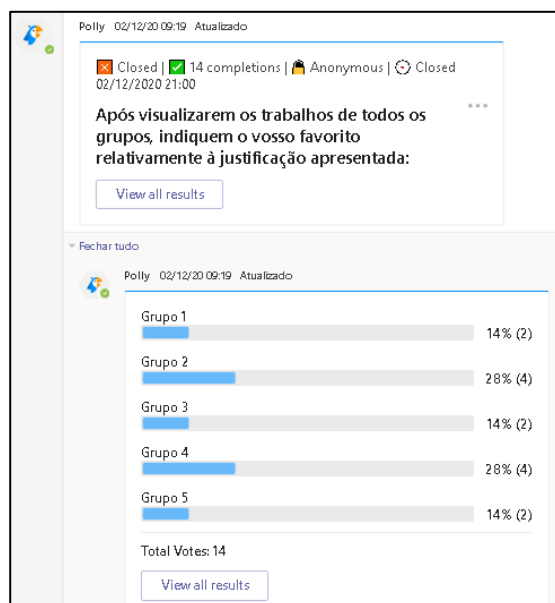 Polly 02/12/20 09:19 Atualizado
Closed | 14 completions | Anonymous | Closed
02/12/2020 21:00
Após visualizarem os trabalhos de todos os
grupos, indiquem o vosso favorito
relativamente à justificação apresentada:
View all results
Fechar tudo
Polly 02/12/20 09:19 Atualizado
Grupo 1
14% (2)
Grupo 2
28% (4)
Grupo 3
14% (2)
Grupo 4
28% (4)
Grupo 5
14% (2)
Total Votes: 14
View all results